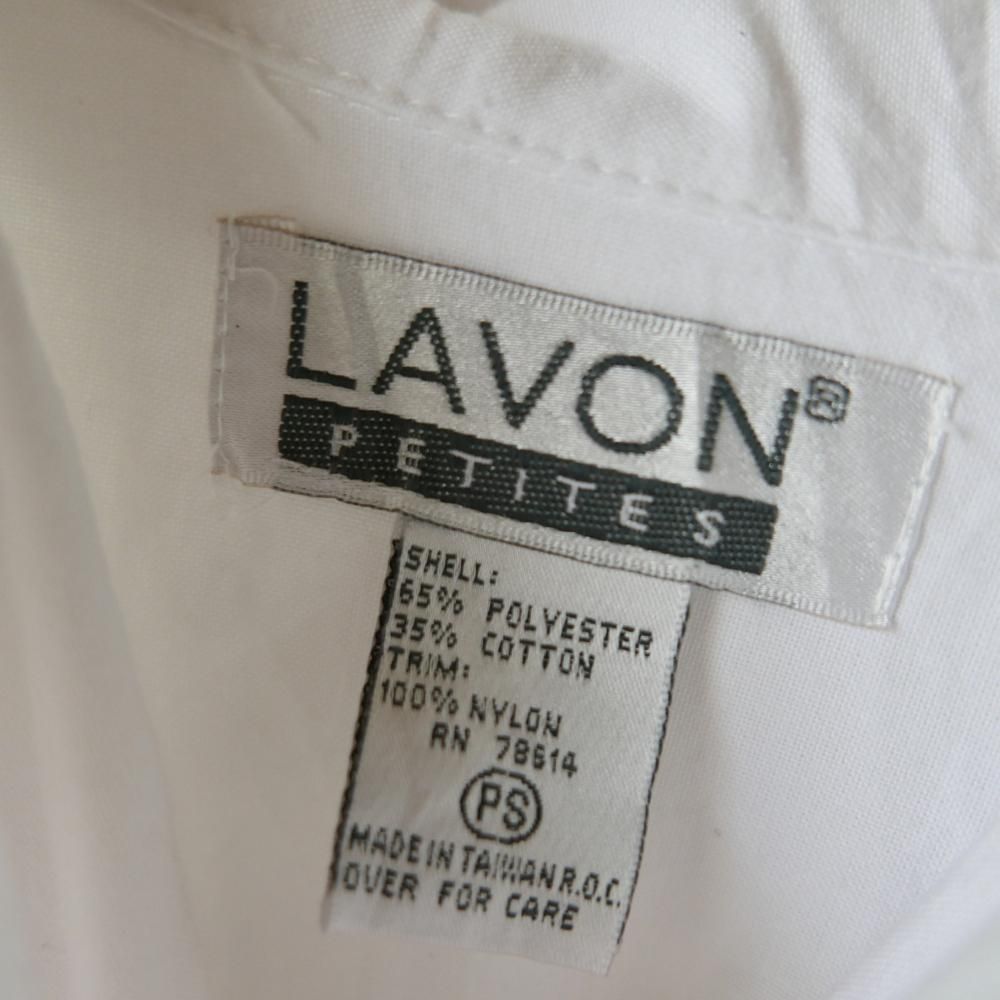 LAVON®
PETITES
SHELL:
65% POLYESTER
35% COTTON
TRIM:
100% NYLON
RN 78614
PS
MADE IN TAIWAN R.O.C.
OVER FOR CARE